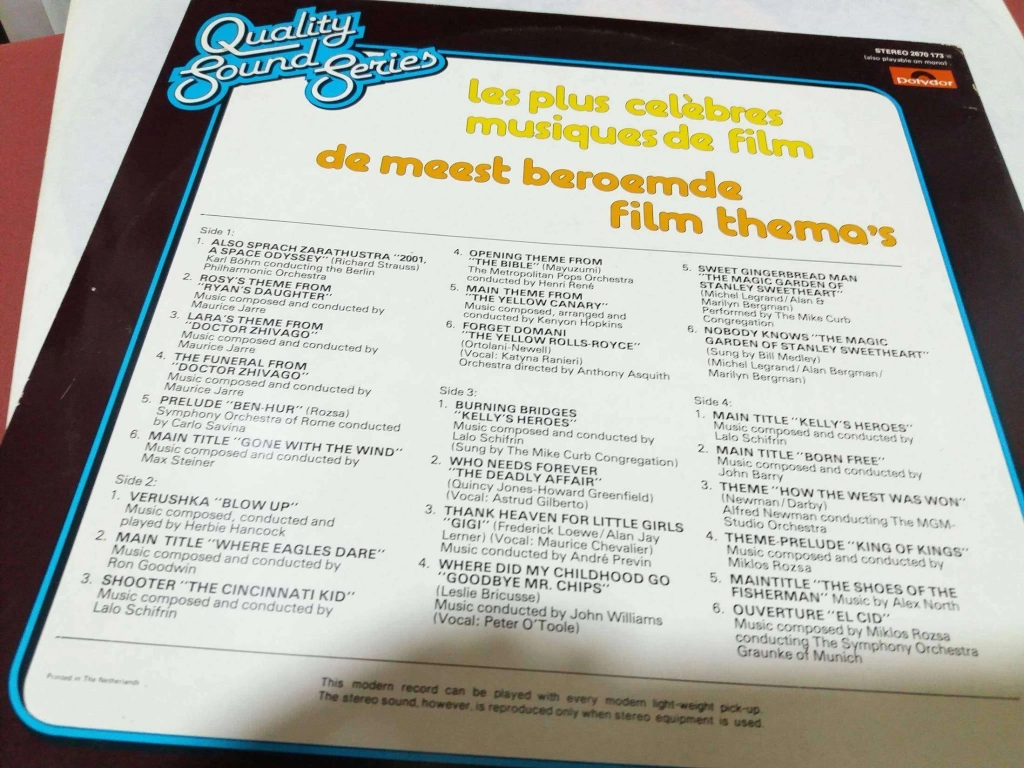 Quality
Sound Series
STEREO 2670 173
(also playable on mono)
Polydor
les plus celèbres
musiques de film
de meest beroemde
film thema's
Side 1:
1. ALSO SPRACH ZARATHUSTRA "2001,
A SPACE ODYSSEY" (Richard Strauss)
Karl Böhm conducting the Berlin
Philharmonic Orchestra
2. ROSY'S THEME FROM
"RYAN'S DAUGHTER"
Music composed and conducted by
Maurice Jarre
3. LARA'S THEME FROM
"DOCTOR ZHIVAGO"
Music composed and conducted by
Maurice Jarre
4. THE FUNERAL FROM
"DOCTOR ZHIVAGO"
Music composed and conducted by
Maurice Jarre
5. PRELUDE "BEN-HUR" (Rozsa)
Symphony Orchestra of Rome conducted
by Carlo Savina
6. MAIN TITLE "GONE WITH THE WIND"
Music composed and conducted by
Max Steiner
Side 2:
1. VERUSHKA "BLOW UP"
Music composed, conducted and
played by Herbie Hancock
2. MAIN TITLE "WHERE EAGLES DARE"
Music composed and conducted by
Ron Goodwin
3. SHOOTER "THE CINCINNATI KID"
Music composed and conducted by
Lalo Schifrin
4. OPENING THEME FROM
"THE BIBLE" (Mayuzumi)
The Metropolitan Pops Orchestra
conducted by Henri René
5. MAIN THEME FROM
"THE YELLOW CANARY"
Music composed, arranged and
conducted by Kenyon Hopkins
6. FORGET DOMANI
"THE YELLOW ROLLS-ROYCE"
(Ortolani-Newell)
(Vocal: Katyna Ranieri)
Orchestra directed by Anthony Asquith
Side 3:
1. BURNING BRIDGES
"KELLY'S HEROES"
Music composed and conducted by
Lalo Schifrin
(Sung by The Mike Curb Congregation)
2. WHO NEEDS FOREVER
"THE DEADLY AFFAIR"
(Quincy Jones-Howard Greenfield)
(Vocal: Astrud Gilberto)
3. THANK HEAVEN FOR LITTLE GIRLS
"GIGI" (Frederick Loewe/Alan Jay
Lerner) (Vocal: Maurice Chevalier)
Music conducted by André Previn
4. WHERE DID MY CHILDHOOD GO
"GOODBYE MR. CHIPS"
(Leslie Bricusse)
Music conducted by John Williams
(Vocal: Peter O'Toole)
5. SWEET GINGERBREAD MAN
"THE MAGIC GARDEN OF
STANLEY SWEETHEART"
(Michel Legrand/Alan &
Marilyn Bergman)
Performed by The Mike Curb
Congregation
6. NOBODY KNOWS "THE MAGIC
GARDEN OF STANLEY SWEETHEART"
(Sung by Bill Medley)
(Michel Legrand/Alan Bergman/
Marilyn Bergman)
Side 4:
1. MAIN TITLE "KELLY'S HEROES"
Music composed and conducted by
Lalo Schifrin
2. MAIN TITLE "BORN FREE"
Music composed and conducted by
John Barry
3. THEME "HOW THE WEST WAS WON"
(Newman/Darby)
Alfred Newman conducting The MGM-
Studio Orchestra
4. THEME-PRELUDE "KING OF KINGS"
Music composed and conducted by
Miklos Rozsa
5. MAINTITLE "THE SHOES OF THE
FISHERMAN" Music by Alex North
6. OUVERTURE "EL CID"
Music composed by Miklos Rozsa
conducting The Symphony Orchestra
Graunke of Munich
Printed in The Netherlands
This modern record can be played with every modern light-weight pick-up.
The stereo sound, however, is reproduced only when stereo equipment is used.